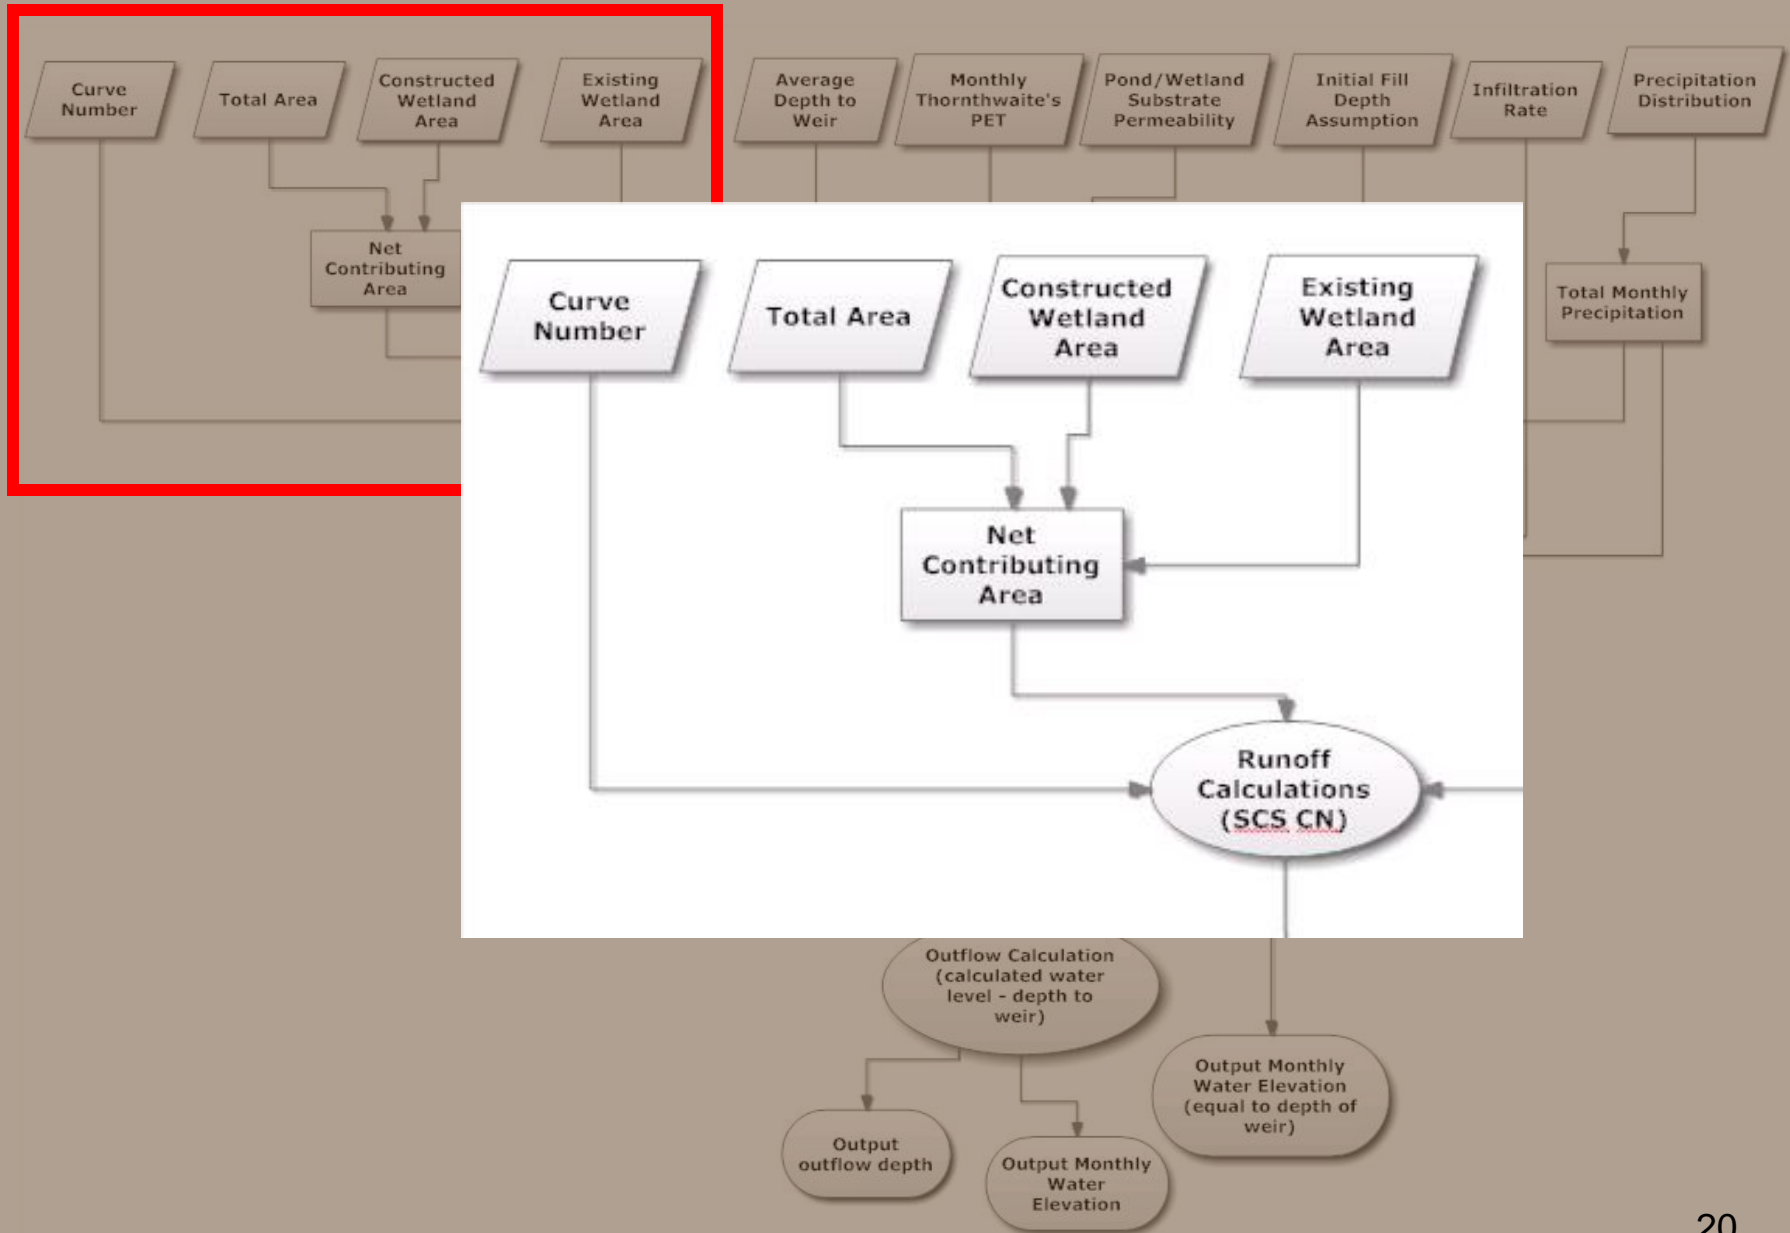 Curve
Number
Total Area
Constructed
Wetland
Area
Existing
Wetland
Area
Average
Depth to
Weir
Monthly
Thornthwaite's
PET
Pond/Wetland
Substrate
Permeability
Initial Fill
Depth
Assumption
Infiltration
Rate
Precipitation
Distribution
Net
Contributing
Area
Total Monthly
Precipitation
Curve
Number
Total Area
Constructed
Wetland
Area
Existing
Wetland
Area
Net
Contributing
Area
Runoff
Calculations
(SCS CN)
Outflow Calculation
(calculated water
level - depth to
weir)
Output Monthly
Water Elevation
(equal to depth of
weir)
Output
outflow depth
Output Monthly
Water
Elevation
20